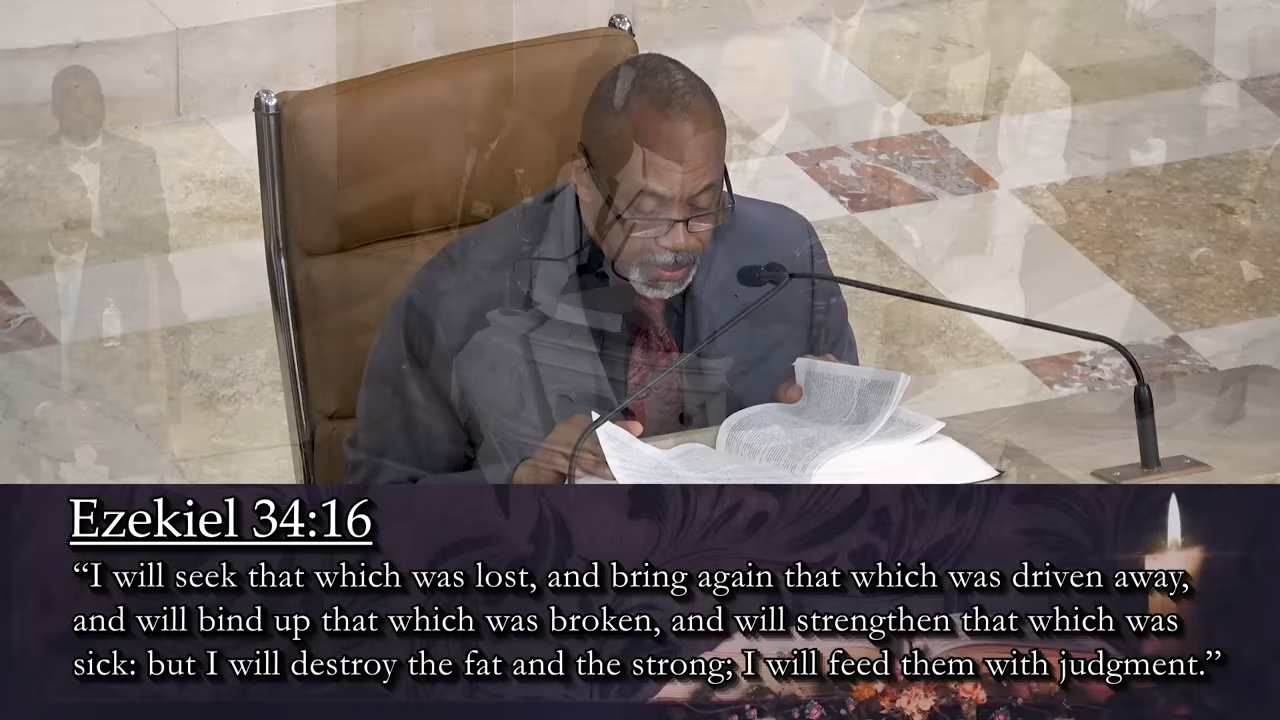 Ezekiel 34:16
“I will seek that which was lost, and bring again that which was driven away,
and will bind up that which was broken, and will strengthen that which was
sick: but I will destroy the fat and the strong; I will feed them with judgment.”